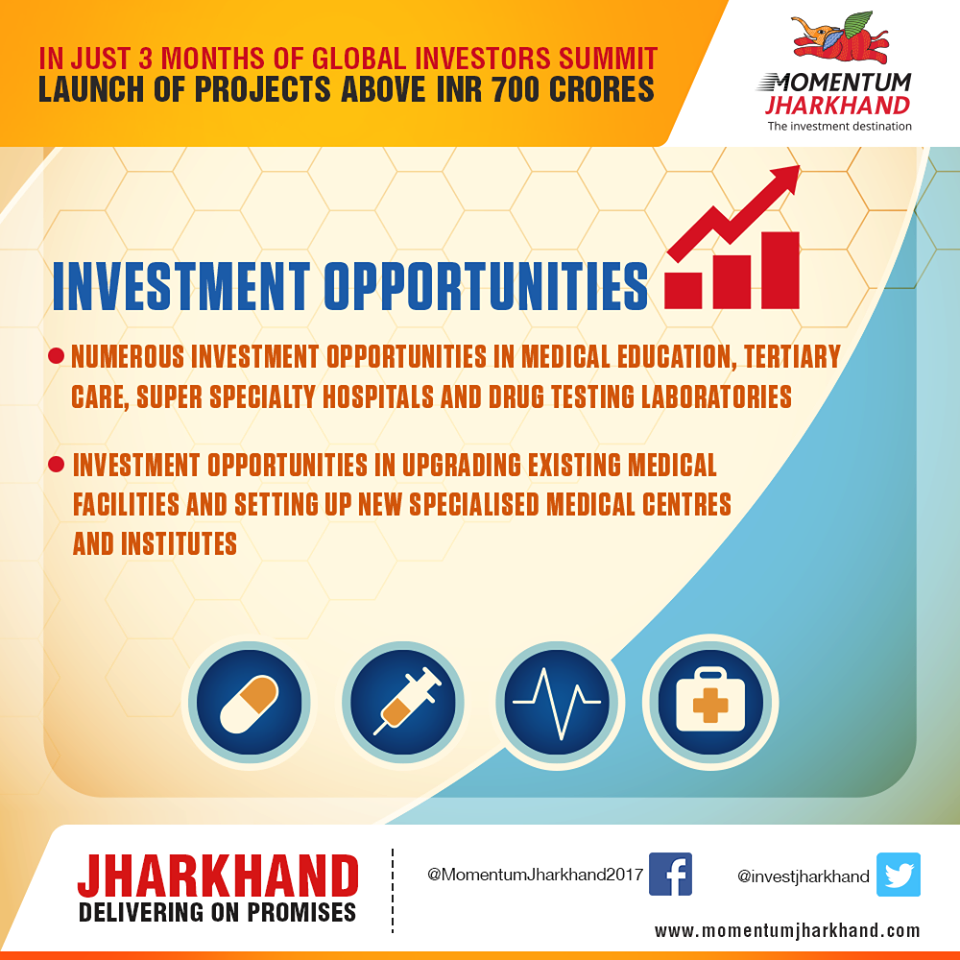 IN JUST 3 MONTHS OF GLOBAL INVESTORS SUMMIT
LAUNCH OF PROJECTS ABOVE INR 700 CRORES
MOMENTUM
JHARKHAND
The investment destination
INVESTMENT OPPORTUNITIES
NUMEROUS INVESTMENT OPPORTUNITIES IN MEDICAL EDUCATION, TERTIARY
CARE, SUPER SPECIALTY HOSPITALS AND DRUG TESTING LABORATORIES
INVESTMENT OPPORTUNITIES IN UPGRADING EXISTING MEDICAL
FACILITIES AND SETTING UP NEW SPECIALISED MEDICAL CENTRES
AND INSTITUTES
JHARKHAND
DELIVERING ON PROMISES
@MomentumJharkhand2017
@investjharkhand
www.momentumjharkhand.com